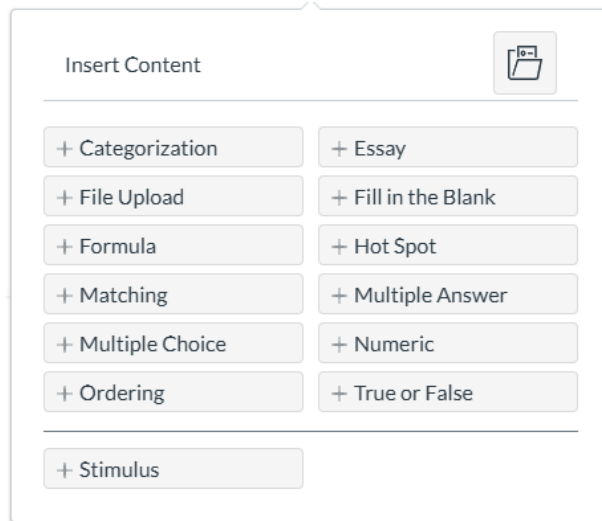 Insert Content
+ Categorization
+ Essay
+ File Upload
+ Fill in the Blank
+ Formula
+ Hot Spot
+ Matching
+ Multiple Answer
+ Multiple Choice
+ Numeric
+ Ordering
+ True or False
+ Stimulus